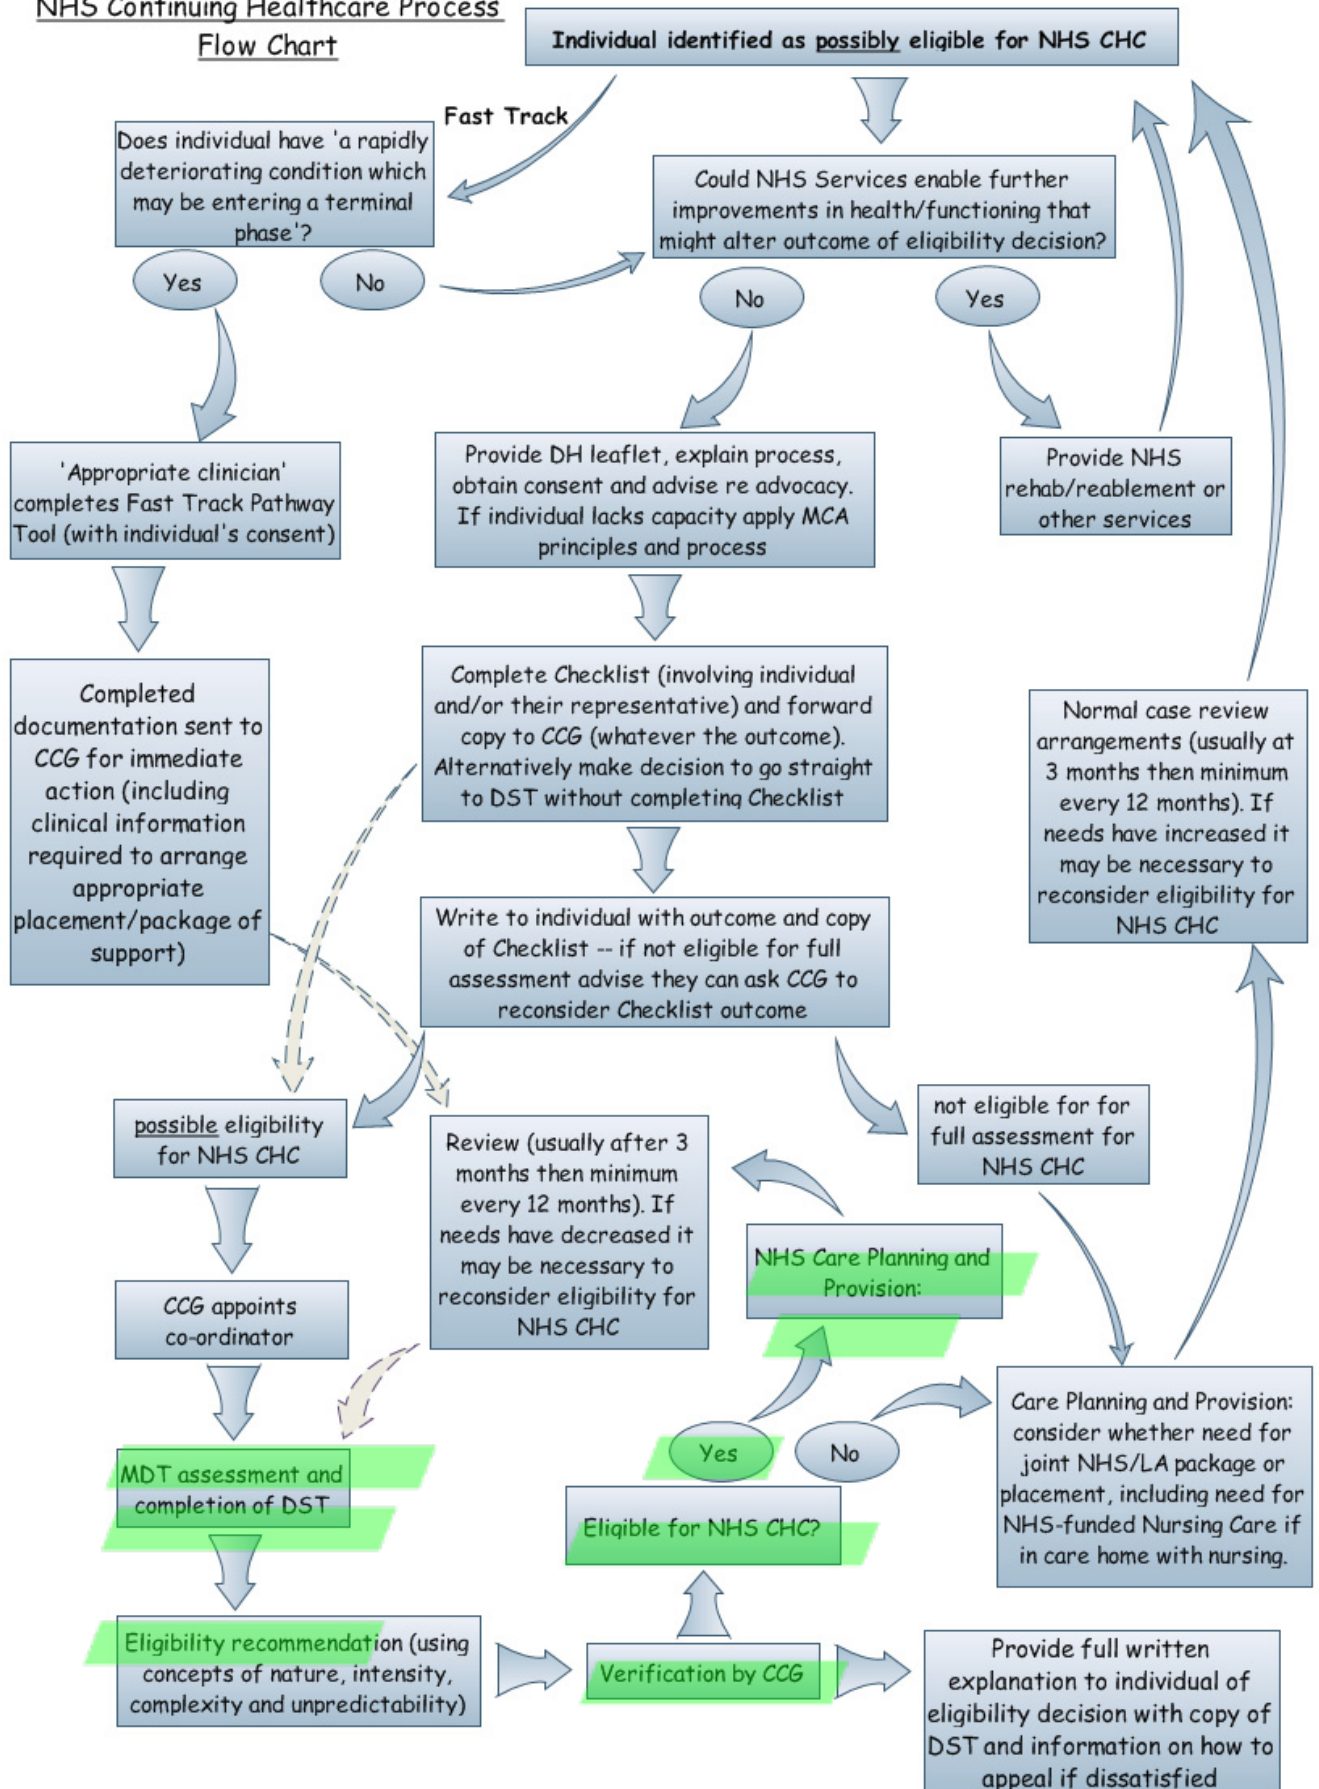 NHS Continuing Healthcare Process
Flow Chart
Individual identified as possibly eligible for NHS CHC
Fast Track
Does individual have 'a rapidly
deteriorating condition which
may be entering a terminal
phase'?
Yes
No
Could NHS Services enable further
improvements in health/functioning that
might alter outcome of eligibility decision?
No
Yes
'Appropriate clinician'
completes Fast Track Pathway
Tool (with individual's consent)
Provide DH leaflet, explain process,
obtain consent and advise re advocacy.
If individual lacks capacity apply MCA
principles and process
Provide NHS
rehab/reablement or
other services
Completed
documentation sent to
CCG for immediate
action (including
clinical information
required to arrange
appropriate
placement/package of
support)
Complete Checklist (involving individual
and/or their representative) and forward
copy to CCG (whatever the outcome).
Alternatively make decision to go straight
to DST without completing Checklist
Normal case review
arrangements (usually at
3 months then minimum
every 12 months). If
needs have increased it
may be necessary to
reconsider eligibility for
NHS CHC
Write to individual with outcome and copy
of Checklist -- if not eligible for full
assessment advise they can ask CCG to
reconsider Checklist outcome
possible eligibility
for NHS CHC
Review (usually after 3
months then minimum
every 12 months). If
needs have decreased it
may be necessary to
reconsider eligibility for
NHS CHC
not eligible for for
full assessment for
NHS CHC
NHS Care Planning and
Provision:
CCG appoints
co-ordinator
Care Planning and Provision:
consider whether need for
joint NHS/LA package or
placement, including need for
NHS-funded Nursing Care if
in care home with nursing.
Yes
No
MDT assessment and
completion of DST
Eligible for NHS CHC?
Eligibility recommendation (using
concepts of nature, intensity,
complexity and unpredictability)
Verification by CCG
Provide full written
explanation to individual of
eligibility decision with copy of
DST and information on how to
appeal if dissatisfied